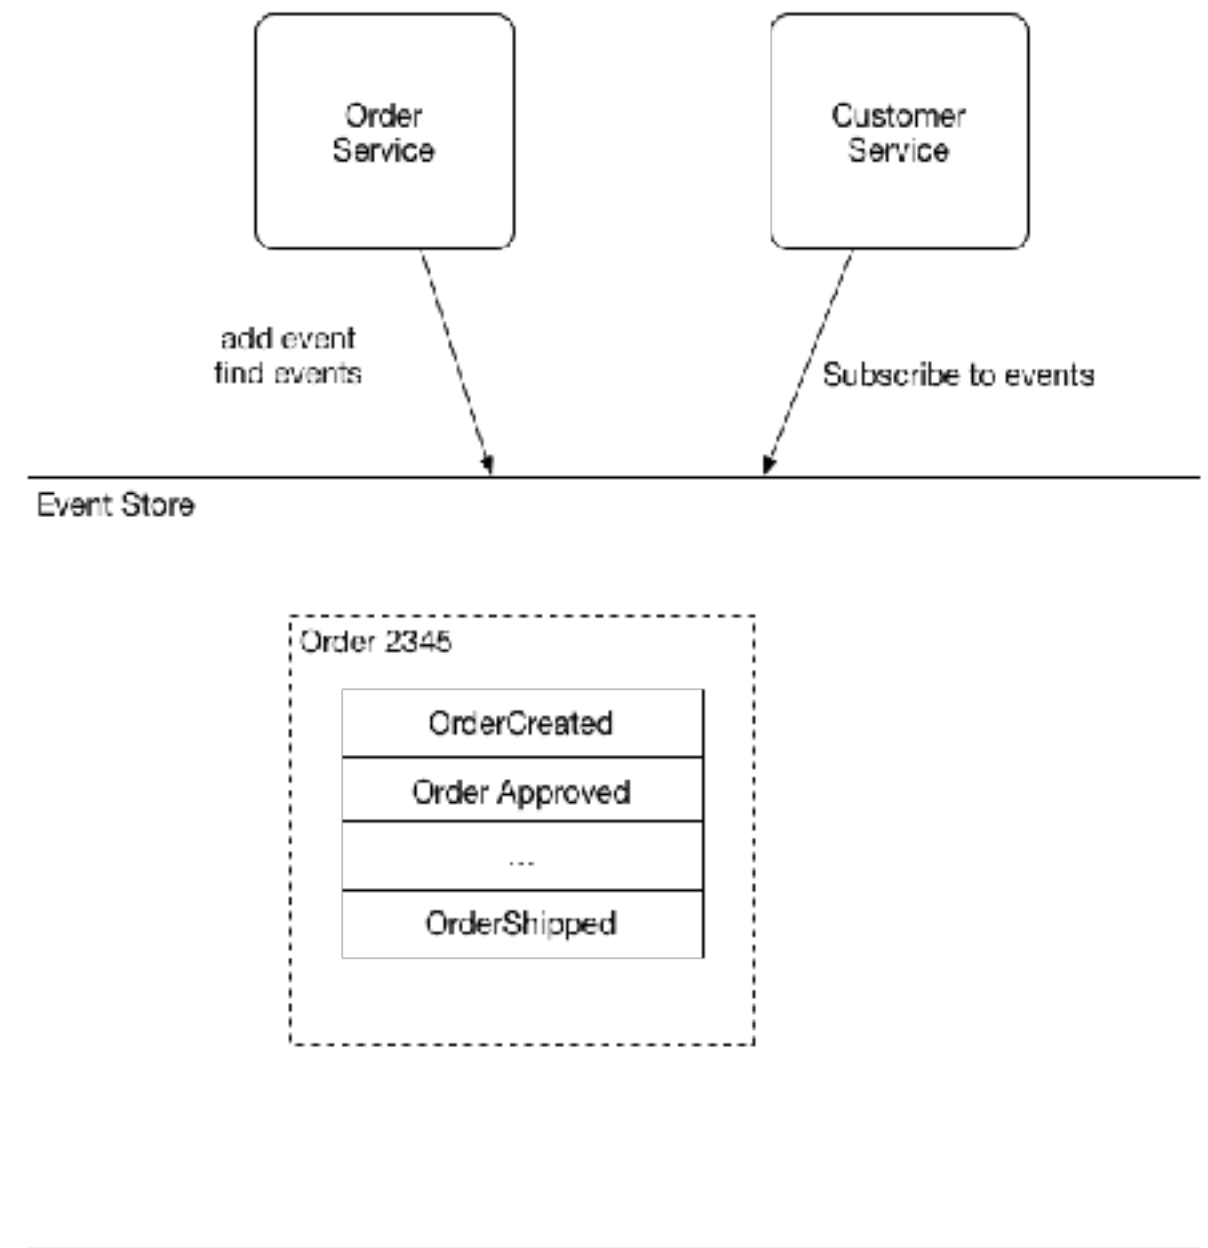 Order
Service
Customer
Service
add event
find events
Subscribe to events
Event Store
Order 2345
OrderCreated
Order Approved
...
OrderShipped